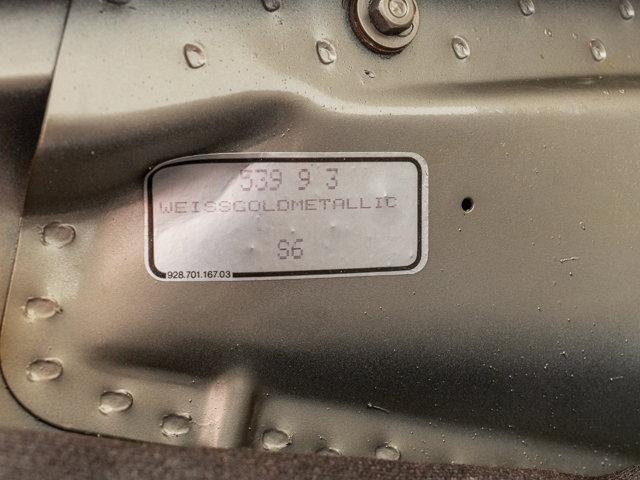 539 9 3
WEISSGOLDMETALLIC
S6
928.701.167.03